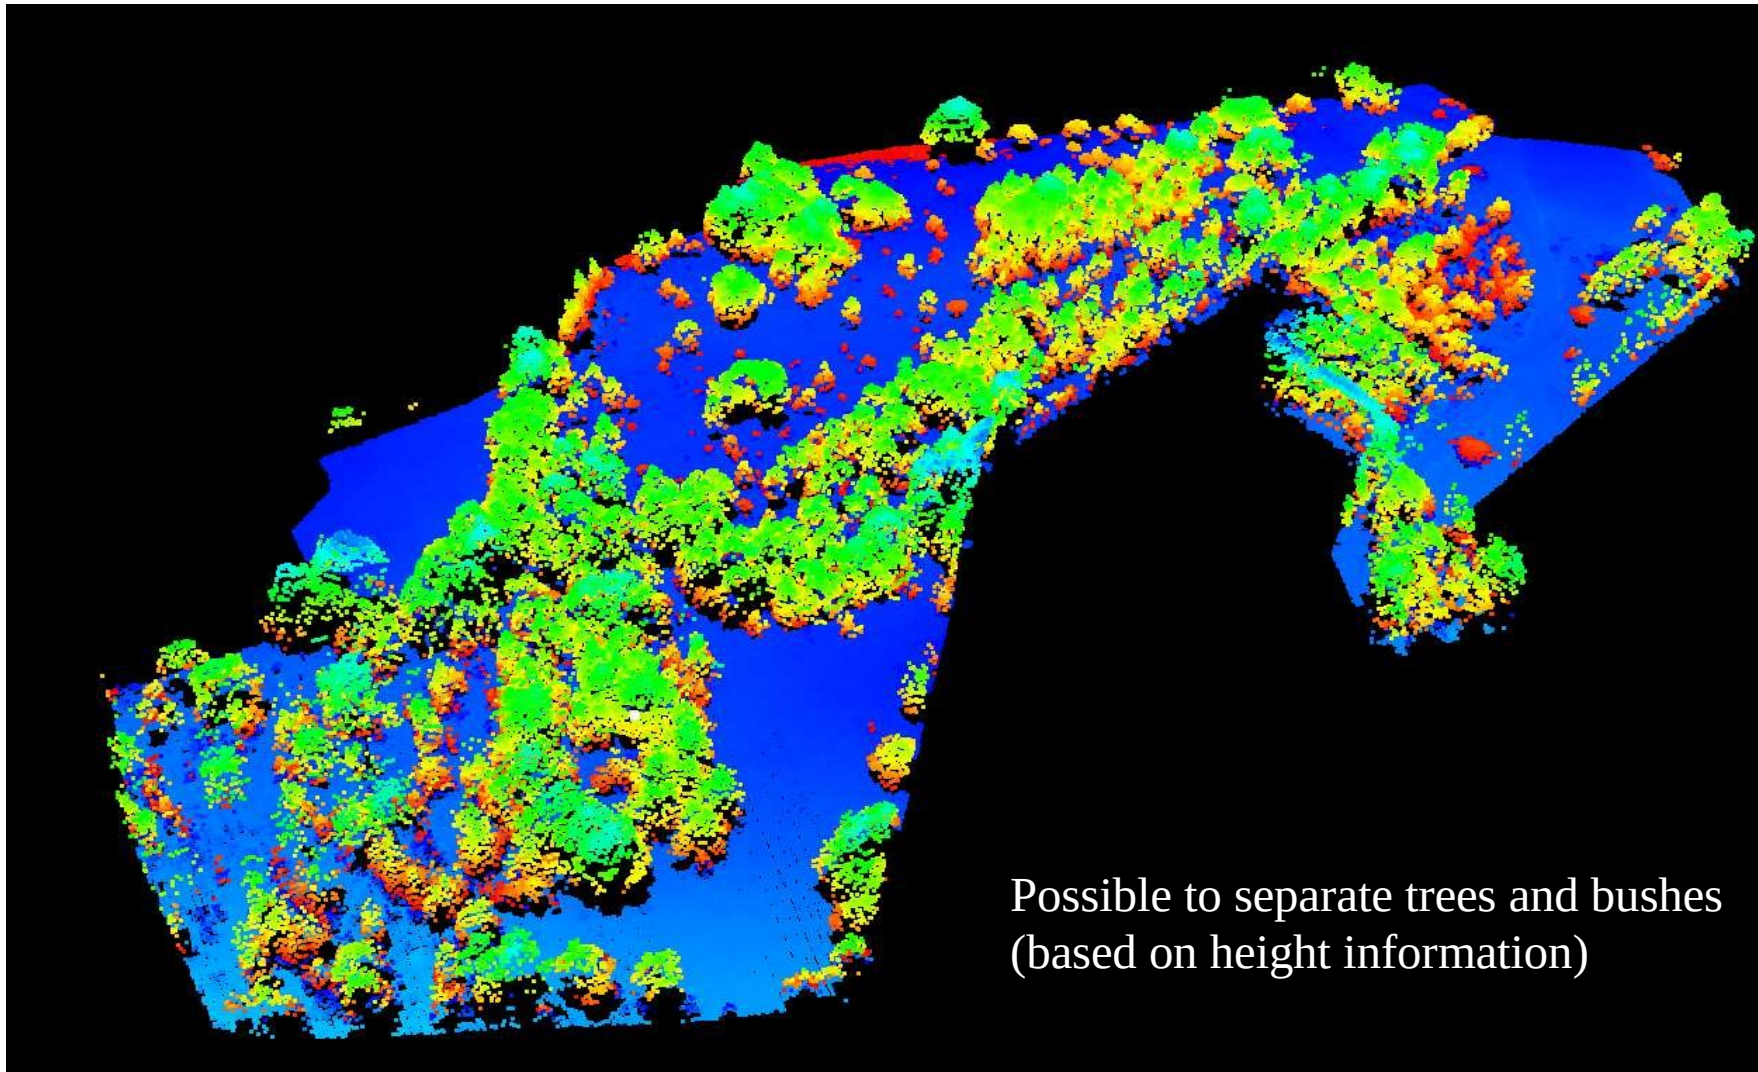 Possible to separate trees and bushes
(based on height information)